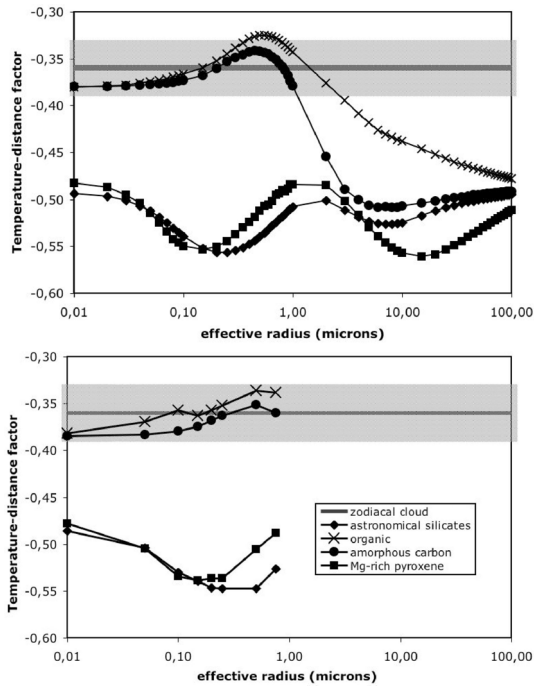 -0,30
-0,35
-0,40
-0,45
-0,50
-0,55
-0,60
Temperature-distance factor
0,01 0,10 1,00 10,00 100,00
effective radius (microns)
-0,30
-0,35
-0,40
-0,45
-0,50
-0,55
-0,60
Temperature-distance factor
zodiacal cloud
astronomical silicates
organic
amorphous carbon
Mg-rich pyroxene
0,01 0,10 1,00 10,00 100,00
effective radius (microns)